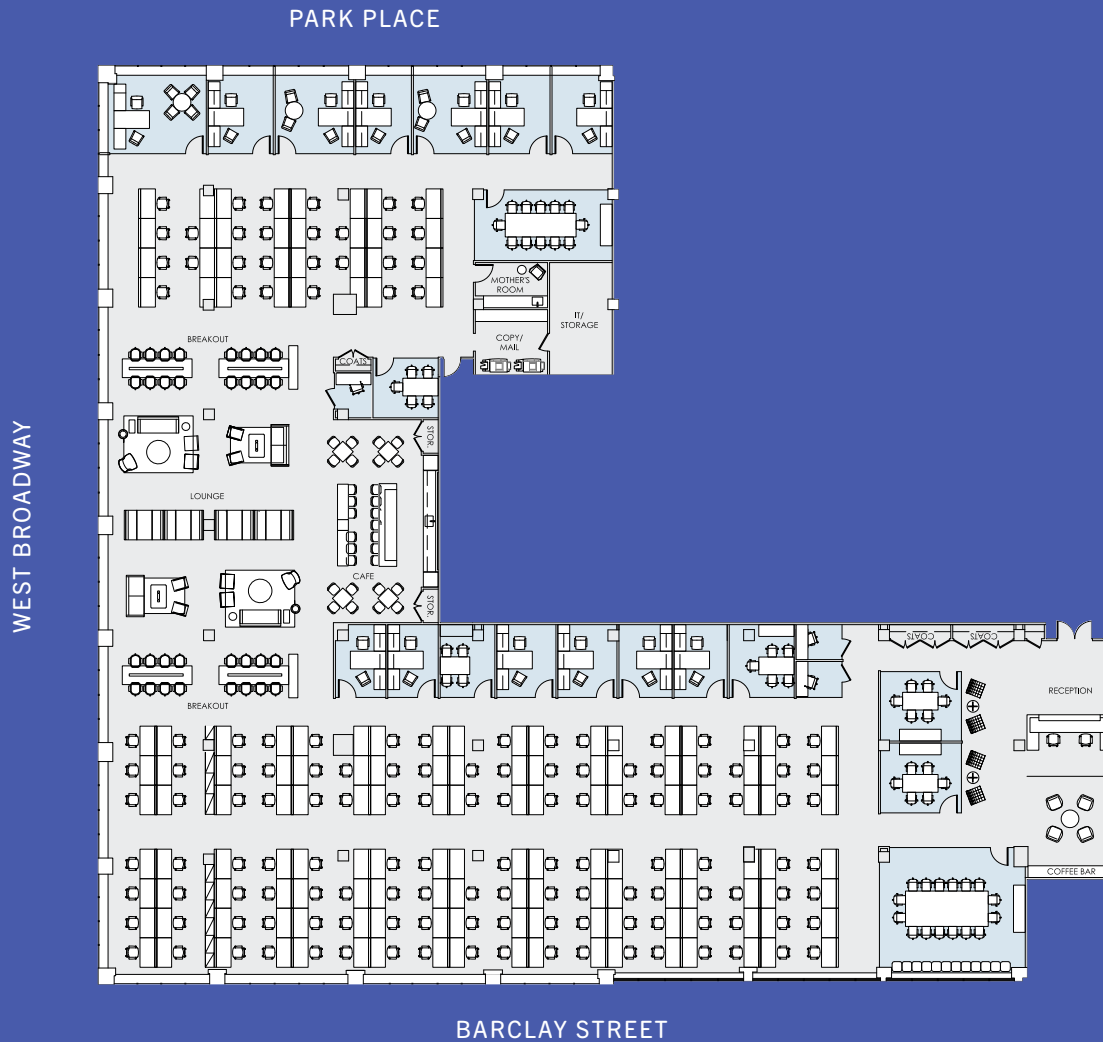 PARK PLACE
MOTHER'S
ROOM
IT/
STORAGE
COPY/
MAIL
BREAKOUT
COATS
STOR.
WEST BROADWAY
LOUNGE
CAFE
STOR.
COATS
COATS
RECEPTION
BREAKOUT
COFFEE BAR
BARCLAY STREET